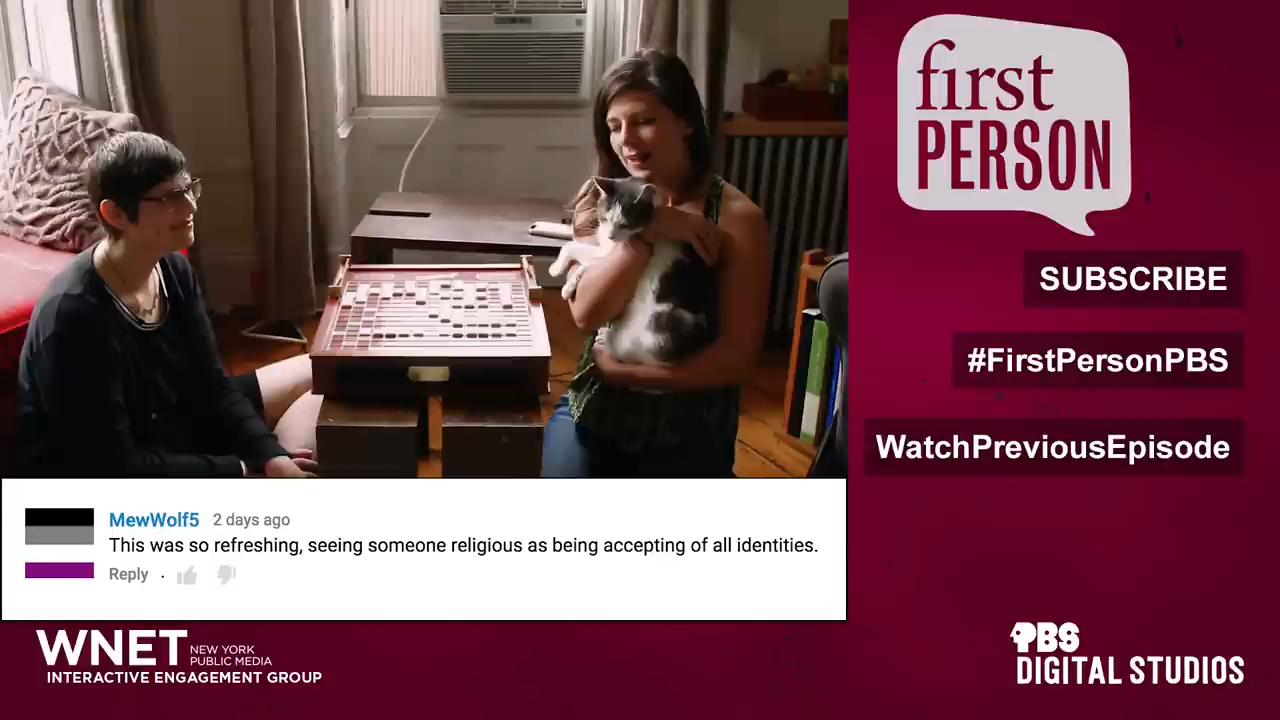 first
PERSON
SUBSCRIBE
#FirstPersonPBS
WatchPreviousEpisode
MewWolf5 2 days ago
This was so refreshing, seeing someone religious as being accepting of all identities.
Reply ·
WNET NEW YORK
PUBLIC MEDIA
INTERACTIVE ENGAGEMENT GROUP
PBS
DIGITAL STUDIOS